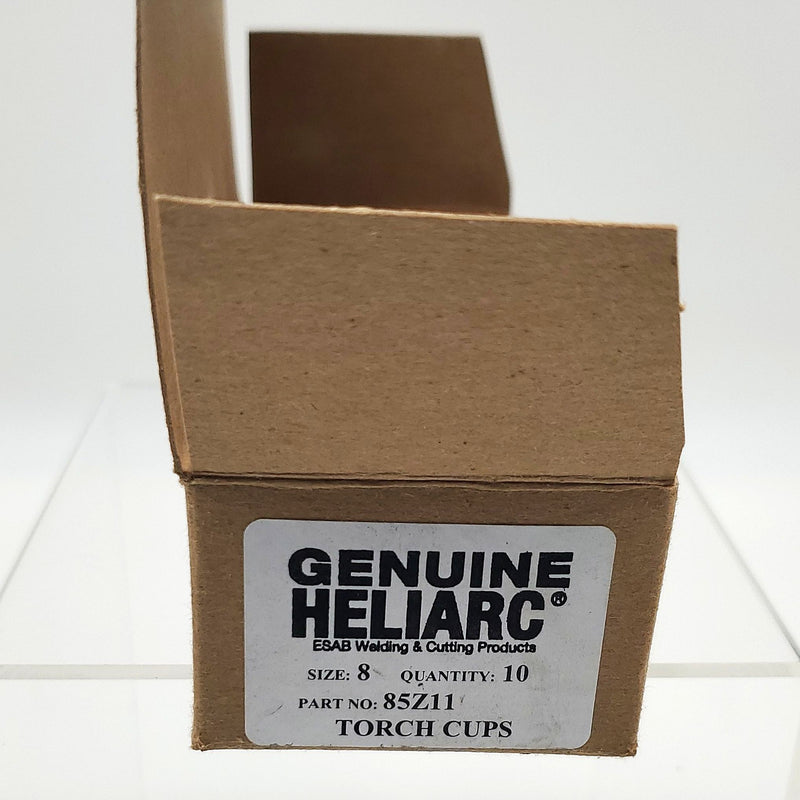 GENUINE
HELIARC®
ESAB Welding & Cutting Products
SIZE: 8 QUANTITY: 10
PART NO: 85Z11
TORCH CUPS